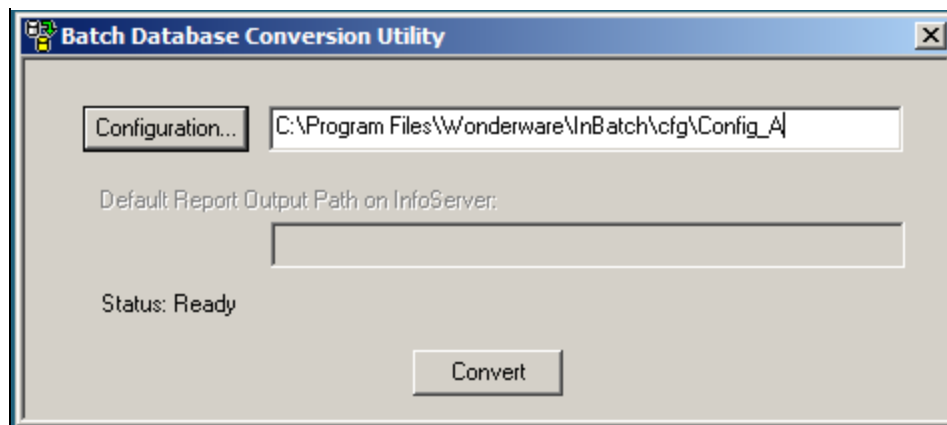 Batch Database Conversion Utility
Configuration... C:\Program Files\Wonderware\InBatch\cfg\Config_A
Default Report Output Path on InfoServer:
Status: Ready
Convert